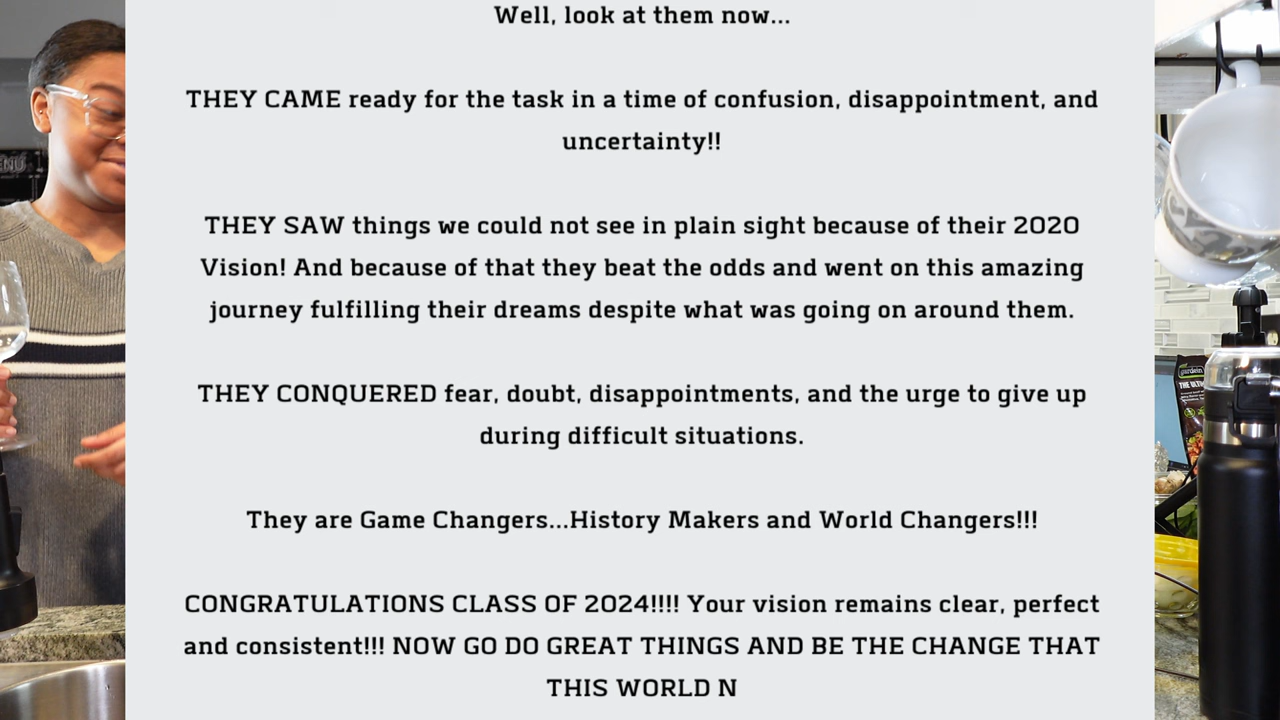 Well, look at them now...
THEY CAME ready for the task in a time of confusion, disappointment, and
uncertainty!!
THEY SAW things we could not see in plain sight because of their 2020
Vision! And because of that they beat the odds and went on this amazing
journey fulfilling their dreams despite what was going on around them.
THEY CONQUERED fear, doubt, disappointments, and the urge to give up
during difficult situations.
They are Game Changers...History Makers and World Changers!!!
CONGRATULATIONS CLASS OF 2024!!!! Your vision remains clear, perfect
and consistent!!! NOW GO DO GREAT THINGS AND BE THE CHANGE THAT
THIS WORLD N
ENU
gardein
THE ULTI